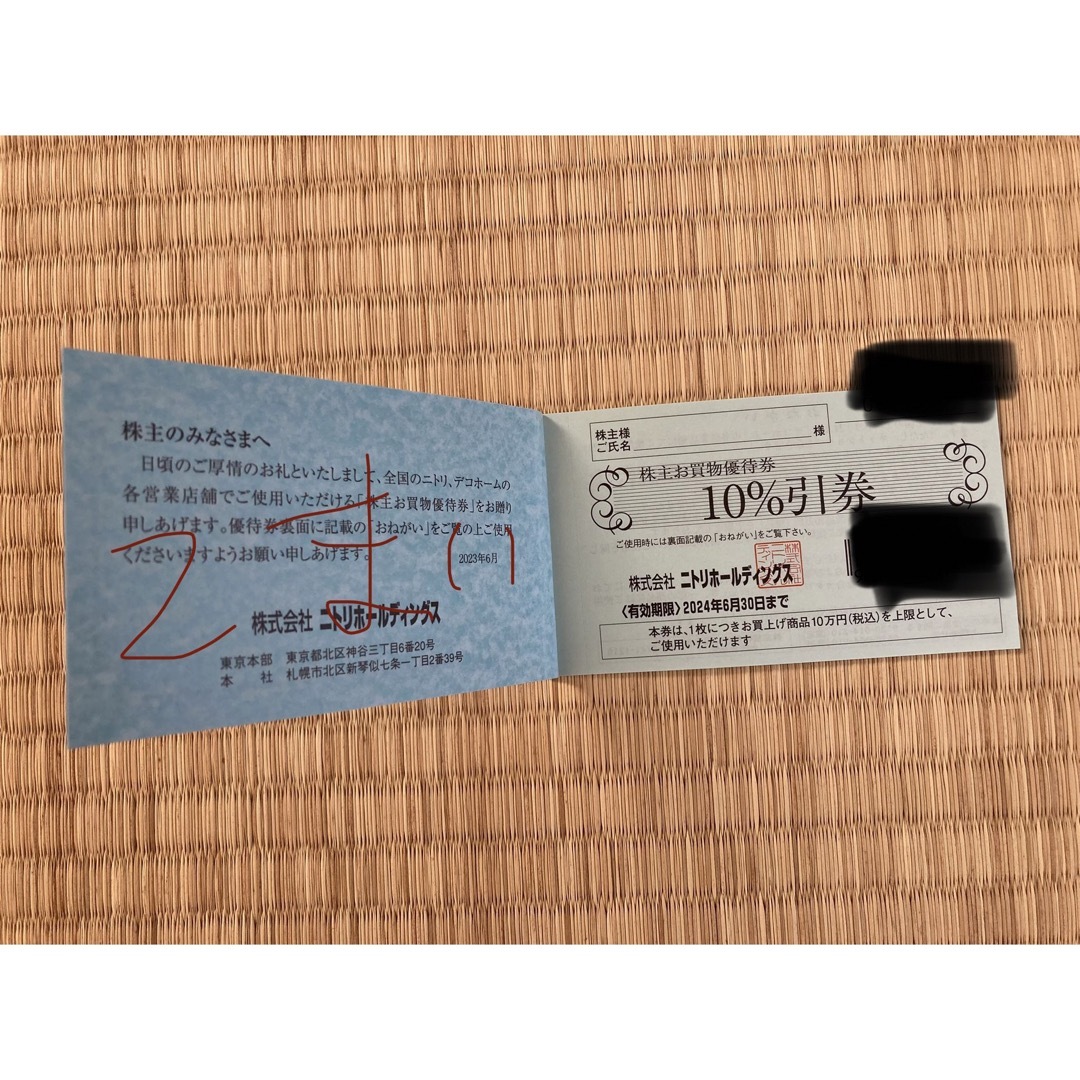 株主のみなさまへ
日頃のご厚情のお礼といたしまして、全国のニトリ、デコホームの
各営業店舗でご使用いただける「株主お買物優待券」をお贈り
申しあげます。優待券裏面に記載の「おねがい」をご覧の上ご使用
くださいますようお願い申しあげます。
2023年6月
株式会社 ニトリホールディングス
東京本部 東京都北区神谷三丁目6番20号
本社 札幌市北区新琴似七条一丁目2番39号
2まい
株主様
ご氏名 様
株主お買物優待券
10%引券
ご使用時には裏面記載の「おねがい」をご覧下さい。
株式会社 ニトリホールディングス
〈有効期限〉2024年6月30日まで
本券は、1枚につきお買上げ商品10万円(税込)を上限として、
ご使用いただけます